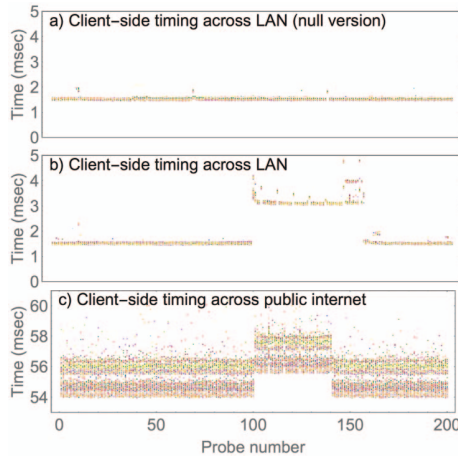 a) Client-side timing across LAN (null version)
5
4
3
2
1
0
Time (msec)
b) Client-side timing across LAN
5
4
3
2
1
0
Time (msec)
c) Client-side timing across public internet
60
58
56
54
Time (msec)
0 50 100 150 200
Probe number